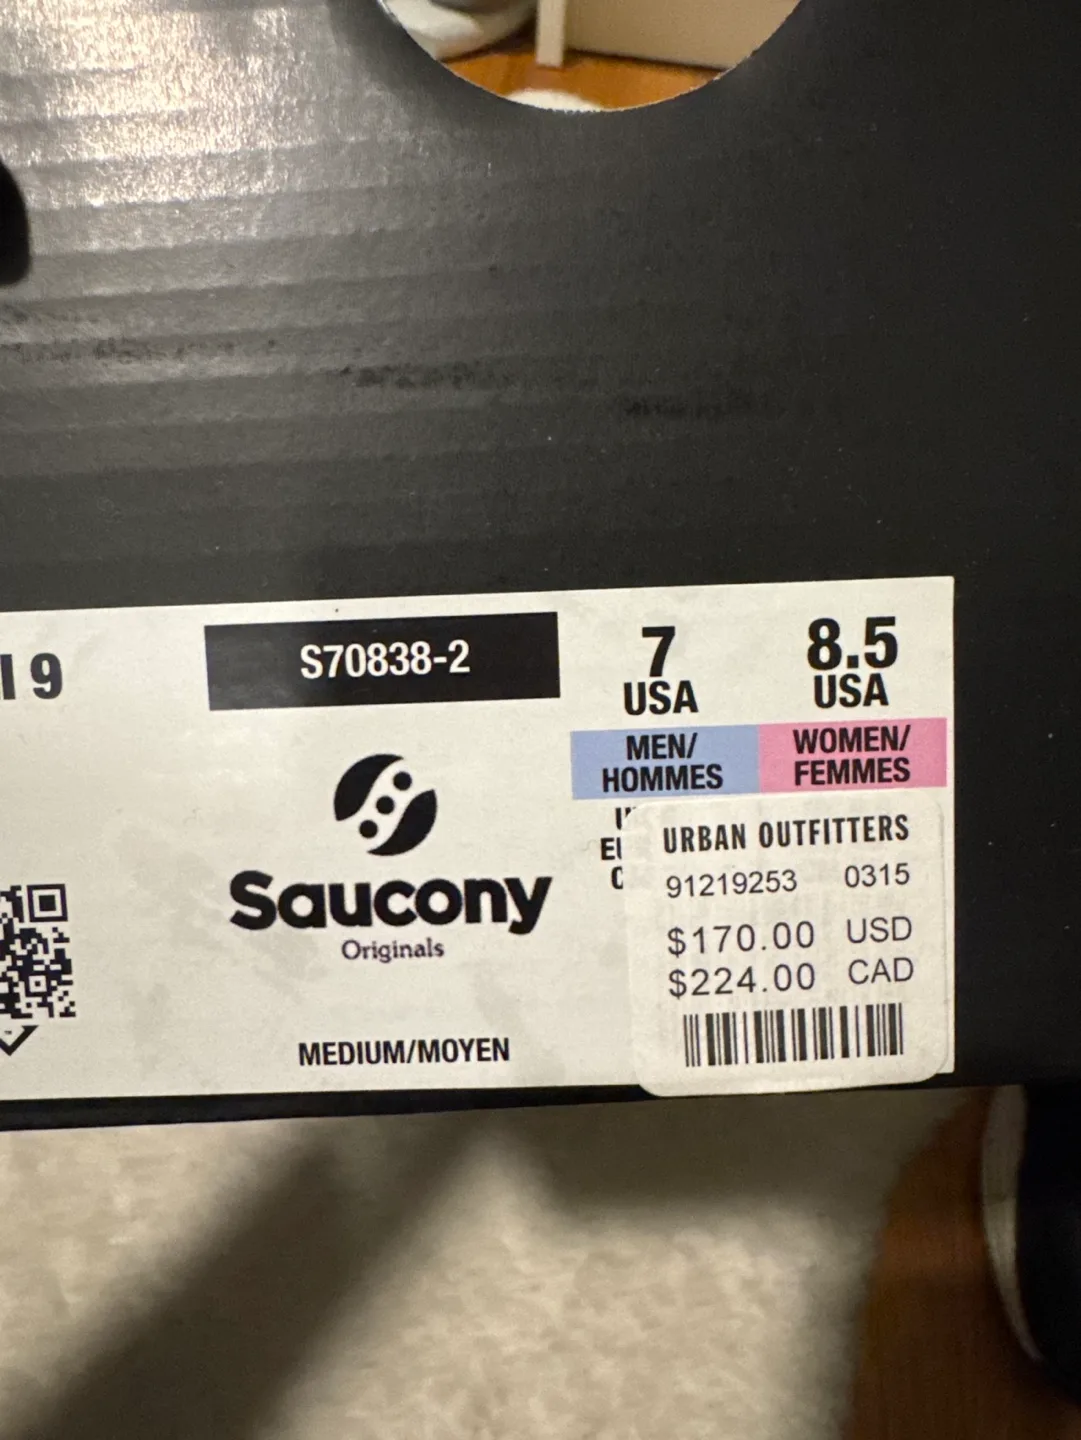 I 9
S70838-2
7
USA
8.5
USA
MEN/
HOMMES
WOMEN/
FEMMES
Saucony
Originals
MEDIUM/MOYEN
URBAN OUTFITTERS
91219253 0315
$170.00 USD
$224.00 CAD